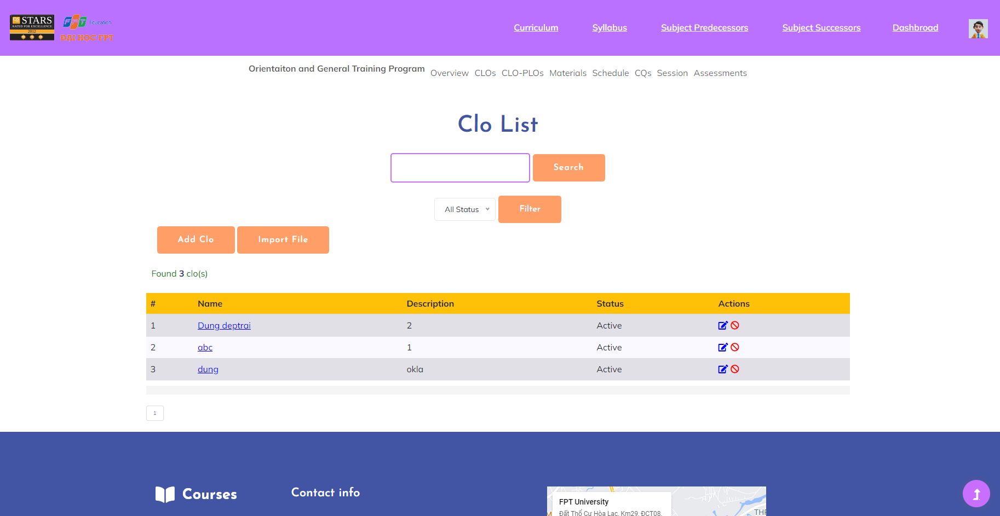 QS STARS
RATED FOR EXCELLENCE
2012
FPT Education
ĐẠI HỌC FPT
Curriculum
Syllabus
Subject Predecessors
Subject Successors
Dashbroad
Orientaiton and General Training Program
Overview CLOs CLO-PLOs Materials Schedule CQs Session Assessments
Clo List
Search
All Status
Filter
Add Clo
Import File
Found 3 clo(s)
# Name Description Status Actions
1 Dung deptrai 2 Active
2 abc 1 Active
3 dung okla Active
1
Courses
Contact info
FPT University
Đất Thổ Cư Hòa Lạc, Km29, ĐCT08,